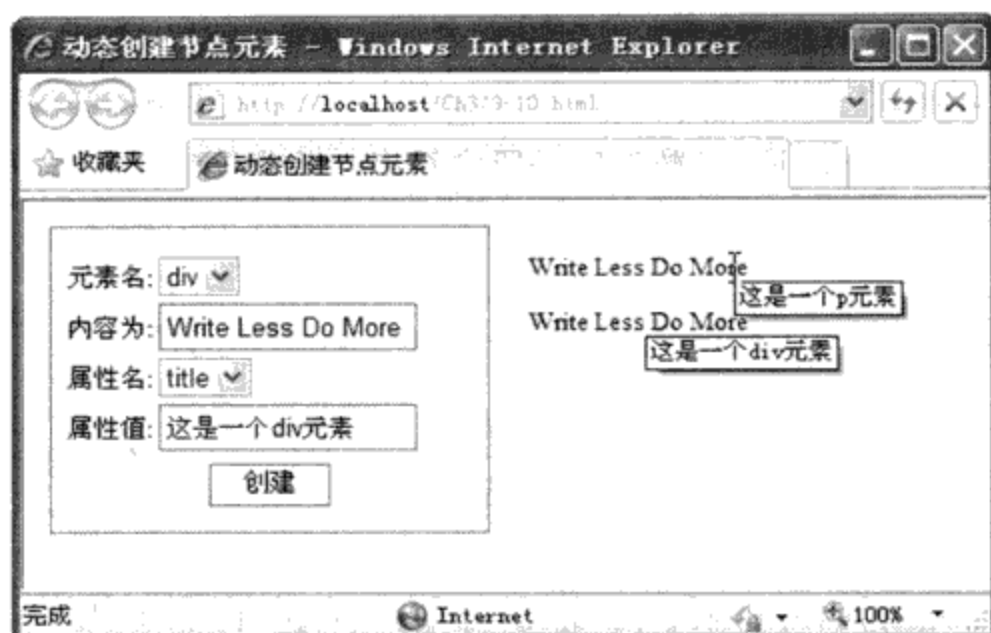 动态创建节点元素 - Windows Internet Explorer
http://localhost/Ch3/3-10.html
收藏夹
动态创建节点元素
元素名: div
内容为: Write Less Do More
属性名: title
属性值: 这是一个div元素
创建
Write Less Do More
这是一个p元素
Write Less Do More
这是一个div元素
完成
Internet
100%